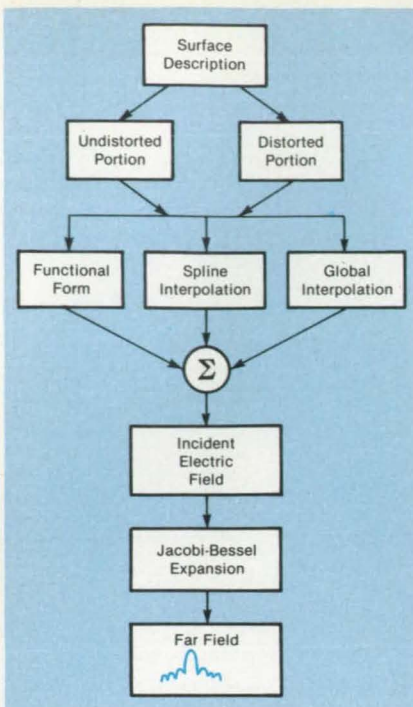 Surface
Description
Undistorted
Portion
Distorted
Portion
Functional
Form
Spline
Interpolation
Global
Interpolation
Σ
Incident
Electric
Field
Jacobi-Bessel
Expansion
Far Field